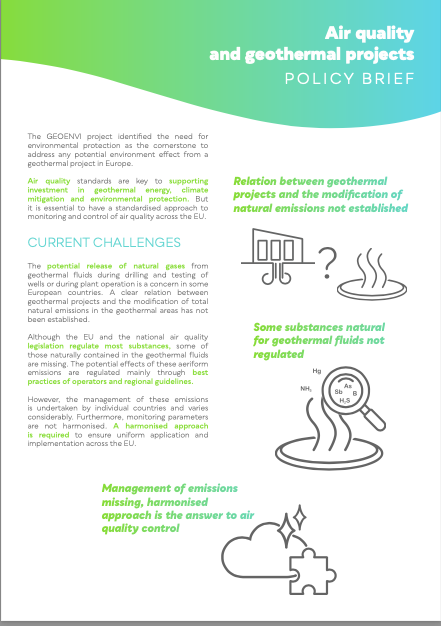 Air quality
and geothermal projects
POLICY BRIEF
The GEOENVI project identified the need for
environmental protection as the cornerstone to
address any potential environment effect from a
geothermal project in Europe.
Air quality standards are key to supporting
investment in geothermal energy, climate
mitigation and environmental protection. But
it is essential to have a standardised approach to
monitoring and control of air quality across the EU.
CURRENT CHALLENGES
The potential release of natural gases from
geothermal fluids during drilling and testing of
wells or during plant operation is a concern in some
European countries. A clear relation between
geothermal projects and the modification of total
natural emissions in the geothermal areas has not
been established.
Although the EU and the national air quality
legislation regulate most substances, some of
those naturally contained in the geothermal fluids
are missing. The potential effects of these aeriform
emissions are regulated mainly through best
practices of operators and regional guidelines.
However, the management of these emissions
is undertaken by individual countries and varies
considerably. Furthermore, monitoring parameters
are not harmonised. A harmonised approach
is required to ensure uniform application and
implementation across the EU.
Relation between geothermal
projects and the modification of
natural emissions not established
?
Some substances natural
for geothermal fluids not
regulated
Hg
NH₃
As
Sb
B
H₂S
Management of emissions
missing, harmonised
approach is the answer to air
quality control